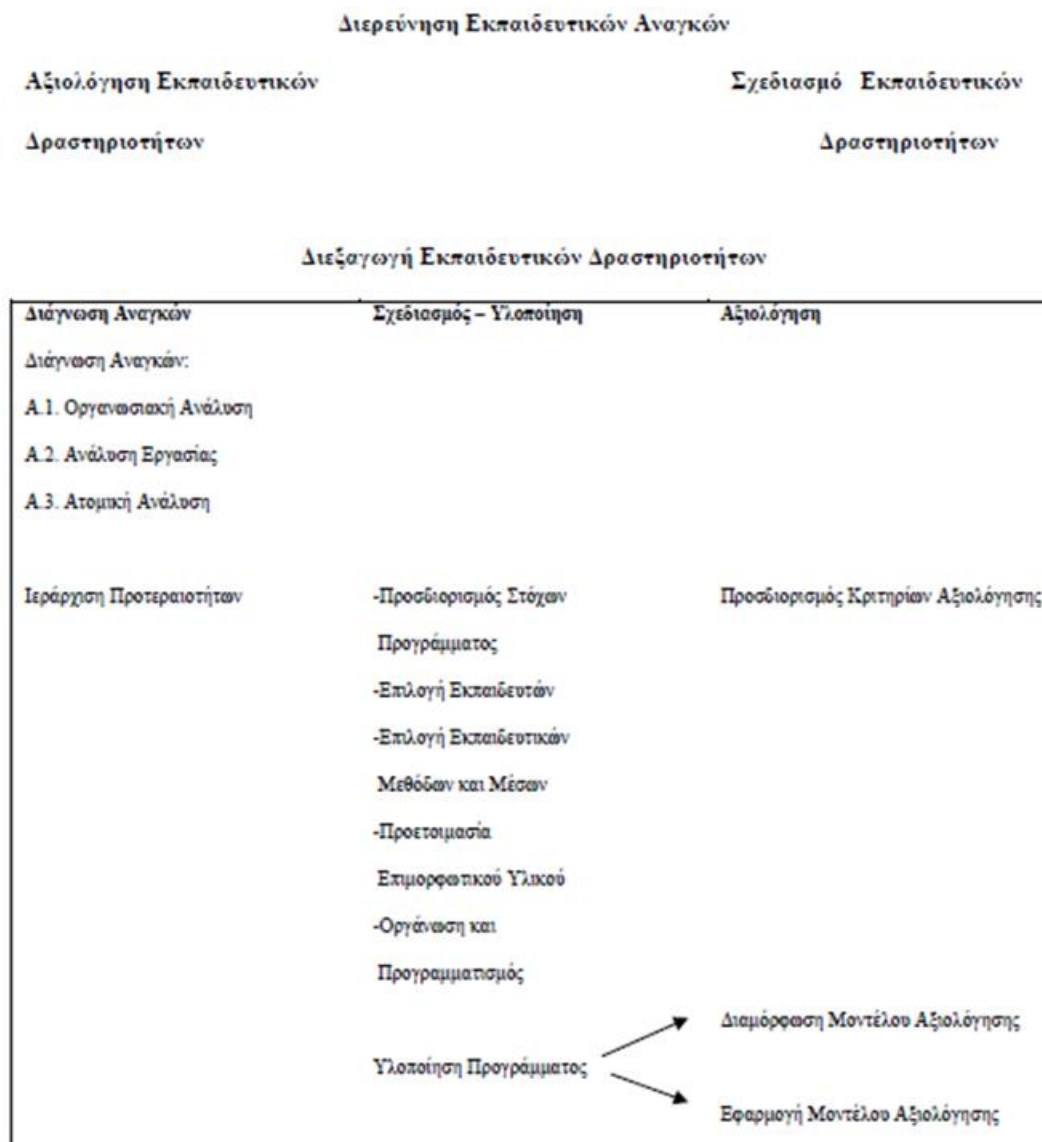 Διερεύνηση Εκπαιδευτικών Αναγκών
Αξιολόγηση Εκπαιδευτικών
Δραστηριοτήτων
Σχεδιασμό Εκπαιδευτικών
Δραστηριοτήτων
Διεξαγωγή Εκπαιδευτικών Δραστηριοτήτων
Διάγνωση Αναγκών
Σχεδιασμός – Υλοποίηση
Αξιολόγηση
Διάγνωση Αναγκών:
Α.1. Οργανωσιακή Ανάλυση
Α.2. Ανάλυση Εργασίας
Α.3. Ατομική Ανάλυση
Ιεράρχιση Προτεραιοτήτων
-Προσδιορισμός Στόχων
Προγράμματος
-Επιλογή Εκπαιδευτών
-Επιλογή Εκπαιδευτικών
Μεθόδων και Μέσων
-Προετοιμασία
Επιμορφωτικού Υλικού
-Οργάνωση και
Προγραμματισμός
Υλοποίηση Προγράμματος
Προσδιορισμός Κριτηρίων Αξιολόγησης
Διαμόρφωση Μοντέλου Αξιολόγησης
Εφαρμογή Μοντέλου Αξιολόγησης